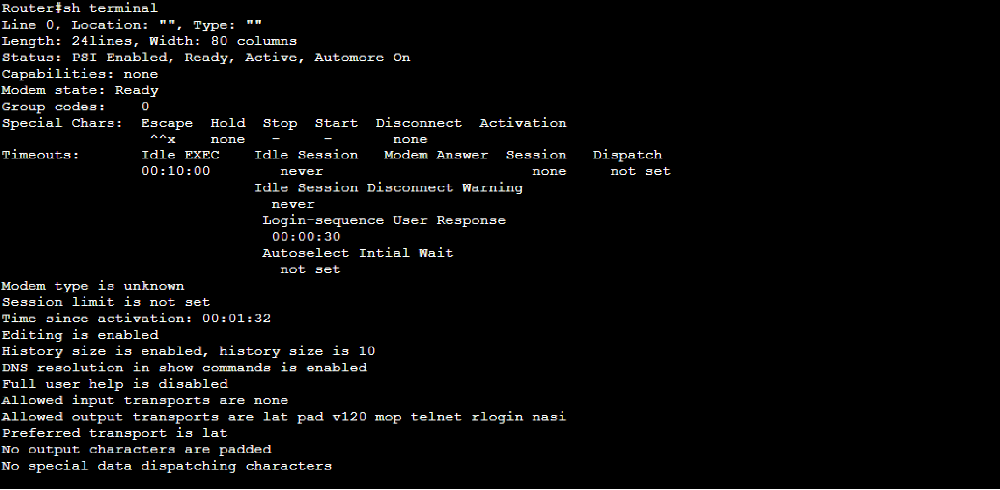 Router#sh terminal
Line 0, Location: "", Type: ""
Length: 24lines, Width: 80 columns
Status: PSI Enabled, Ready, Active, Automore On
Capabilities: none
Modem state: Ready
Group codes:    0
Special Chars:  Escape  Hold  Stop  Start  Disconnect  Activation
                 ^^x    none   -     -       none
Timeouts:       Idle EXEC    Idle Session   Modem Answer  Session   Dispatch
                00:10:00        never                        none     not set
                             Idle Session Disconnect Warning
                               never
                              Login-sequence User Response
                               00:00:30
                              Autoselect Intial Wait
                                not set
Modem type is unknown
Session limit is not set
Time since activation: 00:01:32
Editing is enabled
History size is enabled, history size is 10
DNS resolution in show commands is enabled
Full user help is disabled
Allowed input transports are none
Allowed output transports are lat pad v120 mop telnet rlogin nasi
Preferred transport is lat
No output characters are padded
No special data dispatching characters